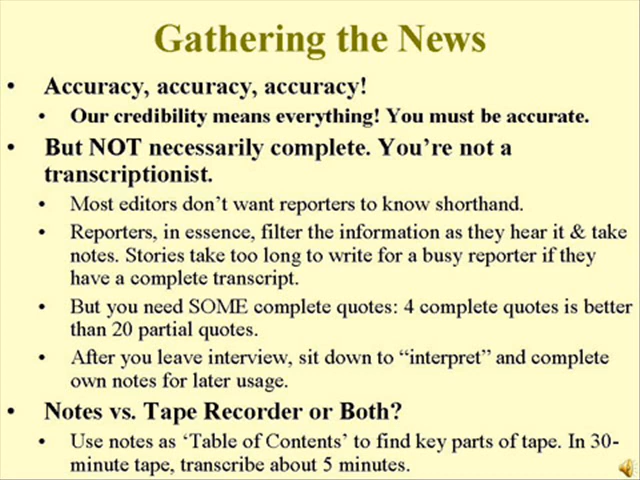 Gathering the News
• Accuracy, accuracy, accuracy!
• Our credibility means everything! You must be accurate.
• But NOT necessarily complete. You're not a
transcriptionist.
• Most editors don't want reporters to know shorthand.
• Reporters, in essence, filter the information as they hear it & take
notes. Stories take too long to write for a busy reporter if they
have a complete transcript.
• But you need SOME complete quotes: 4 complete quotes is better
than 20 partial quotes.
• After you leave interview, sit down to “interpret” and complete
own notes for later usage.
• Notes vs. Tape Recorder or Both?
• Use notes as ‘Table of Contents’ to find key parts of tape. In 30-
minute tape, transcribe about 5 minutes.